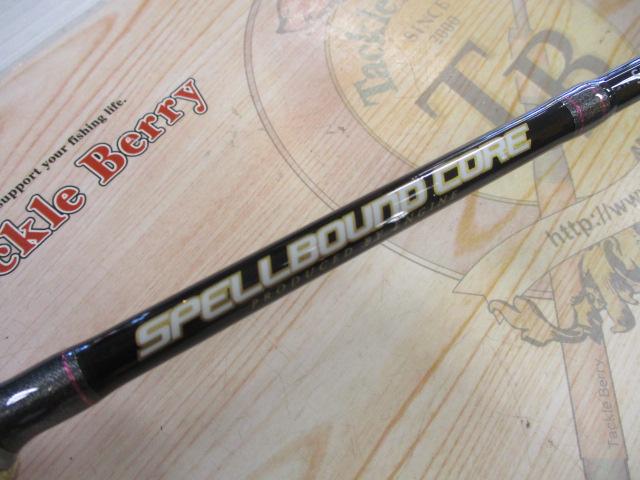 support your fishing life.
ckle Berry
Tackle
SINCE
2000
TB
http://www.
SPELLBOUND CORE
PRODUCED BY ENGINE
Tackle Berry